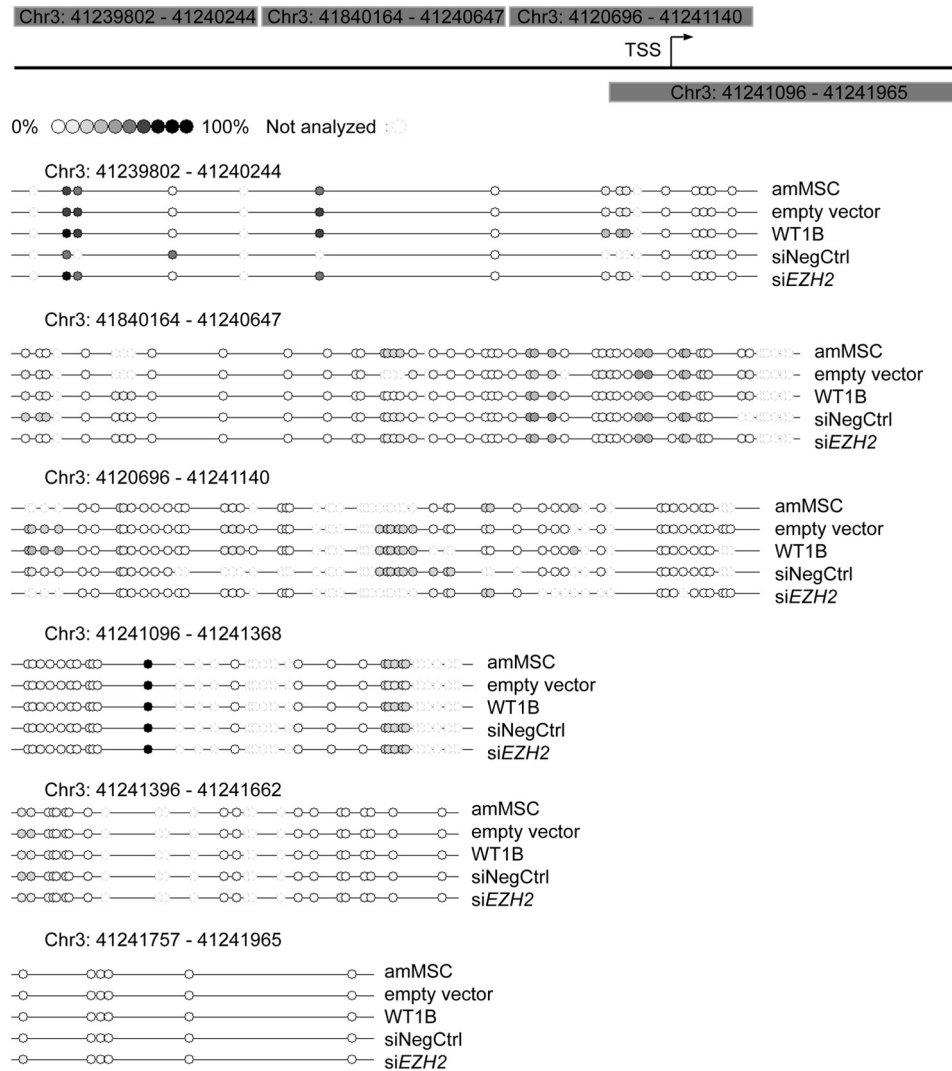 Chr3: 41239802 - 41240244 Chr3: 41840164 - 41240647 Chr3: 4120696 - 41241140
TSS
Chr3: 41241096 - 41241965
0% 100% Not analyzed :
Chr3: 41239802 - 41240244
amMSC
empty vector
WT1B
siNegCtrl
siEZH2
Chr3: 41840164 - 41240647
amMSC
empty vector
WT1B
siNegCtrl
siEZH2
Chr3: 4120696 - 41241140
amMSC
empty vector
WT1B
siNegCtrl
siEZH2
Chr3: 41241096 - 41241368
amMSC
empty vector
WT1B
siNegCtrl
siEZH2
Chr3: 41241396 - 41241662
amMSC
empty vector
WT1B
siNegCtrl
siEZH2
Chr3: 41241757 - 41241965
amMSC
empty vector
WT1B
siNegCtrl
siEZH2